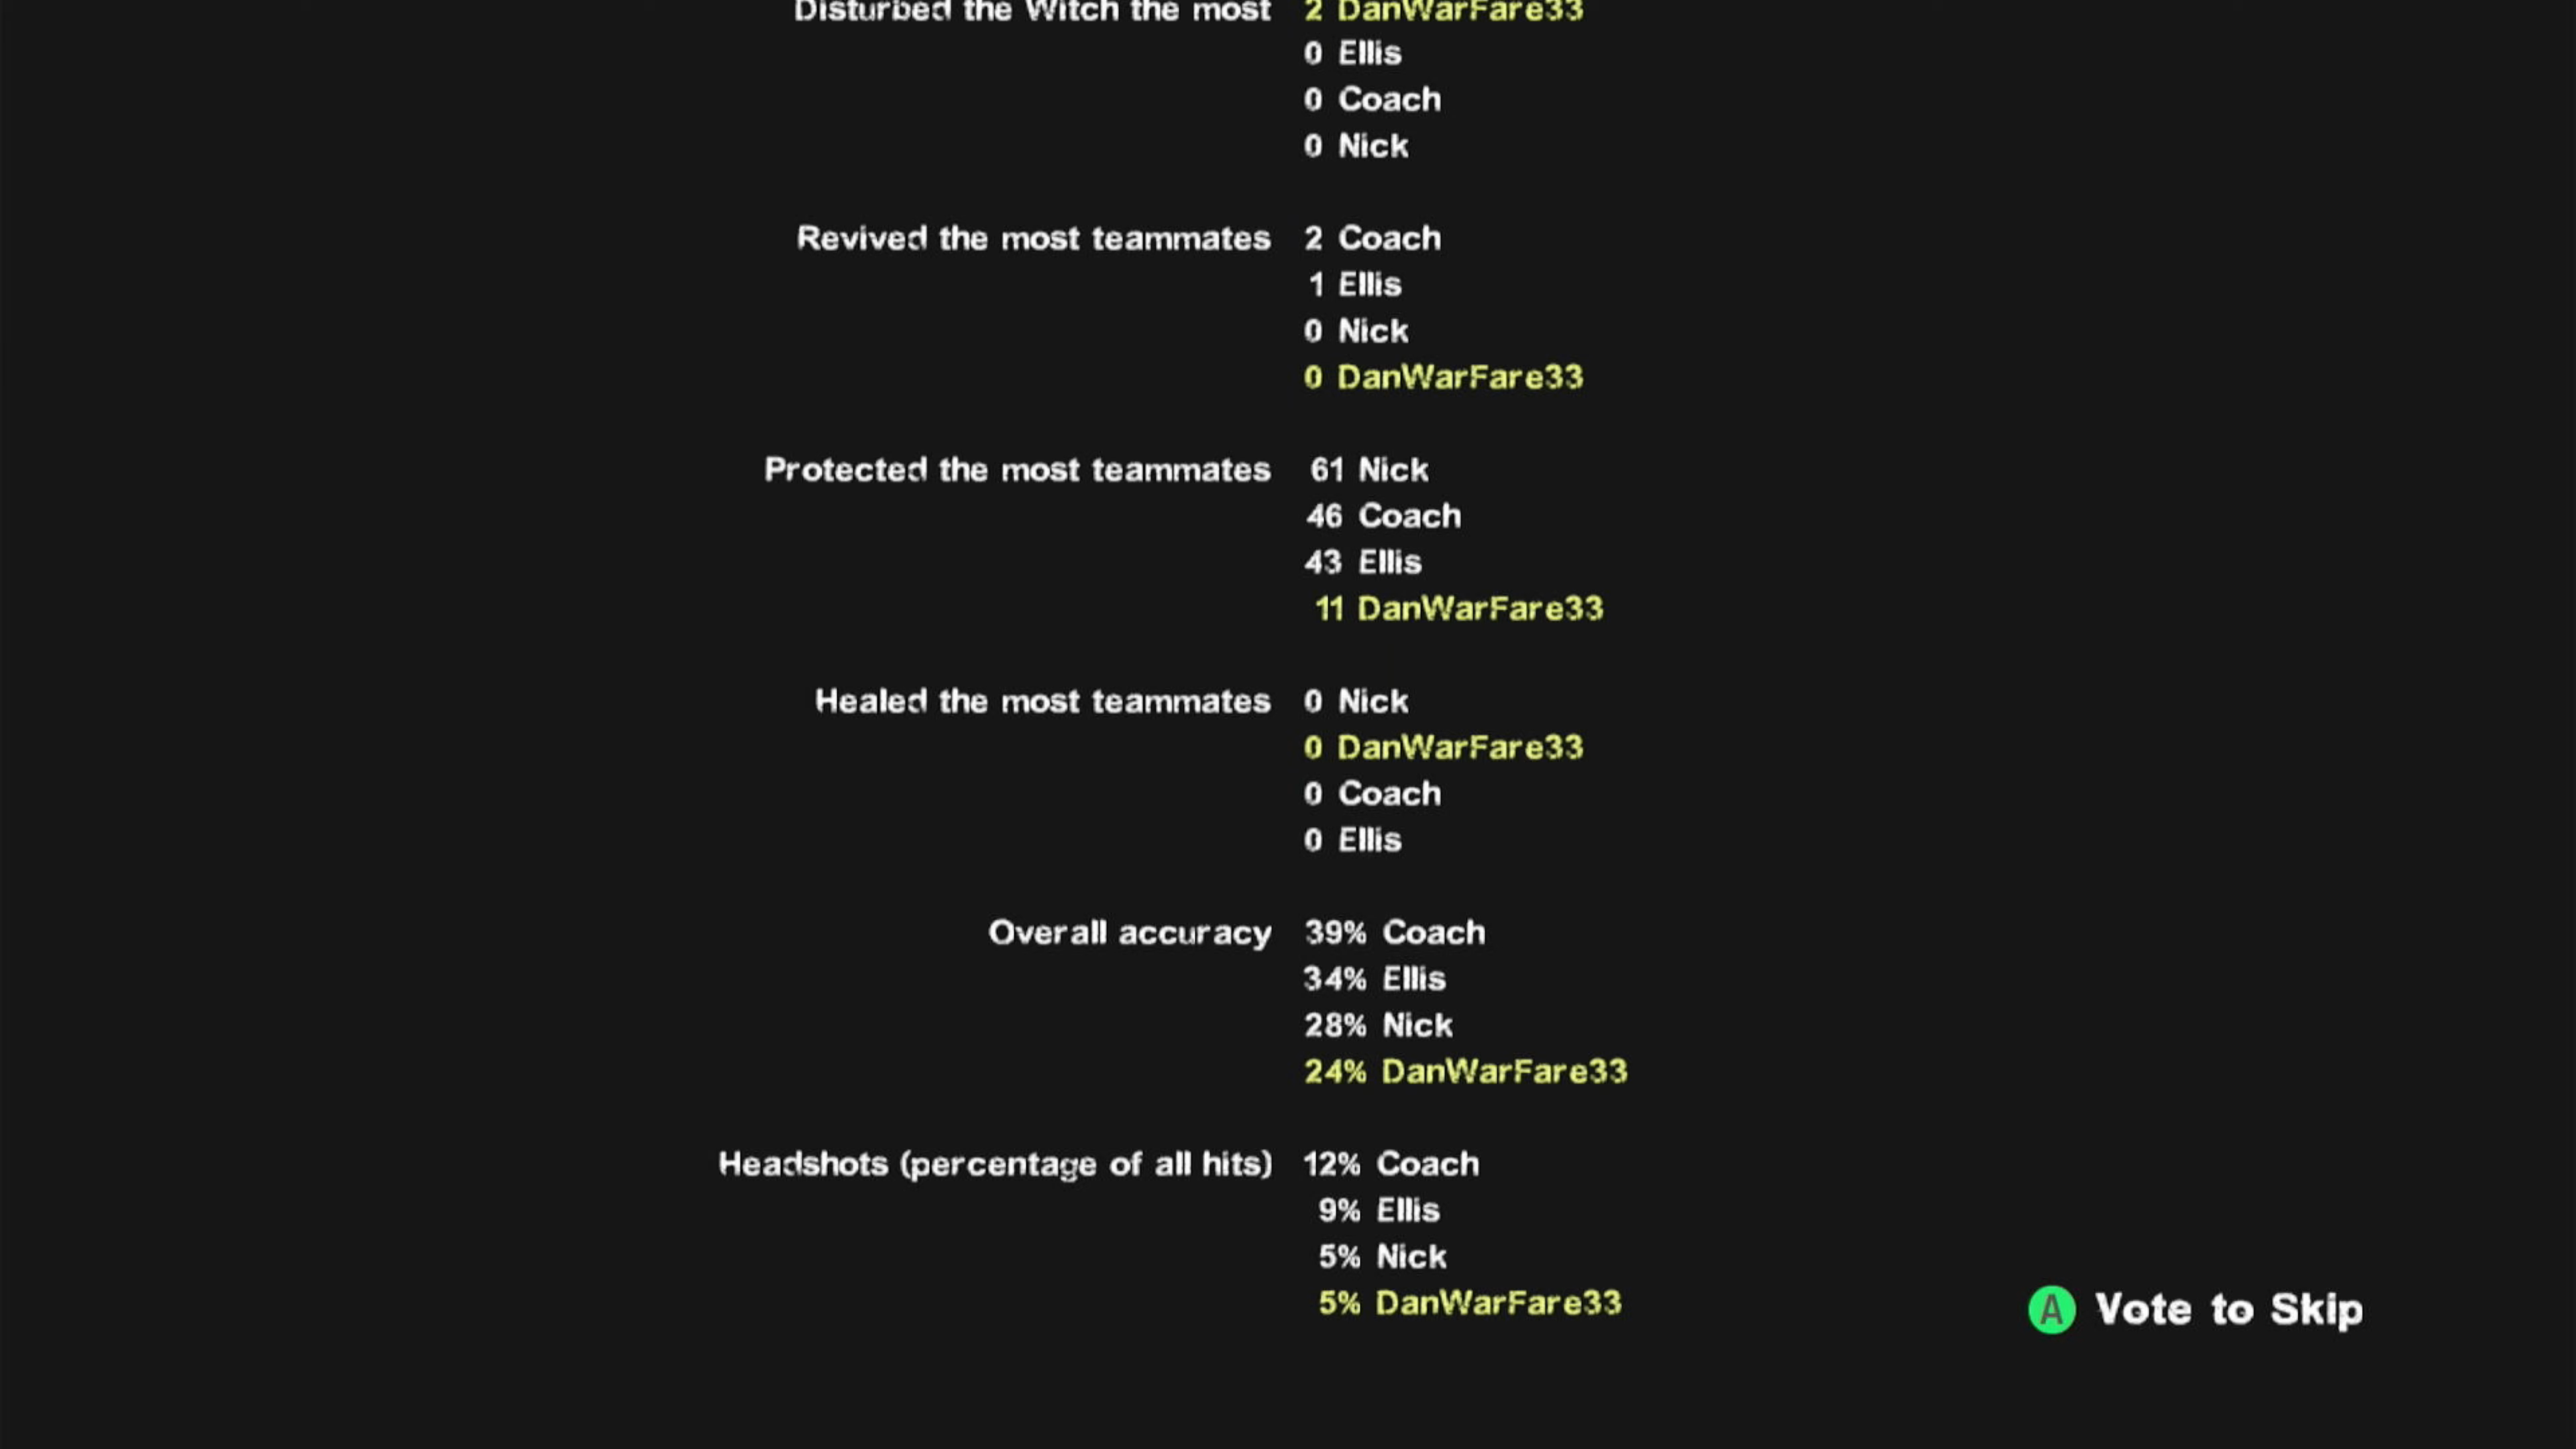 Disturbed the Witch the most 2 DanWarFare33
0 Ellis
0 Coach
0 Nick
Revived the most teammates 2 Coach
1 Ellis
0 Nick
0 DanWarFare33
Protected the most teammates 61 Nick
46 Coach
43 Ellis
11 DanWarFare33
Healed the most teammates 0 Nick
0 DanWarFare33
0 Coach
0 Ellis
Overall accuracy 39% Coach
34% Ellis
28% Nick
24% DanWarFare33
Headshots (percentage of all hits) 12% Coach
9% Ellis
5% Nick
5% DanWarFare33
A Vote to Skip